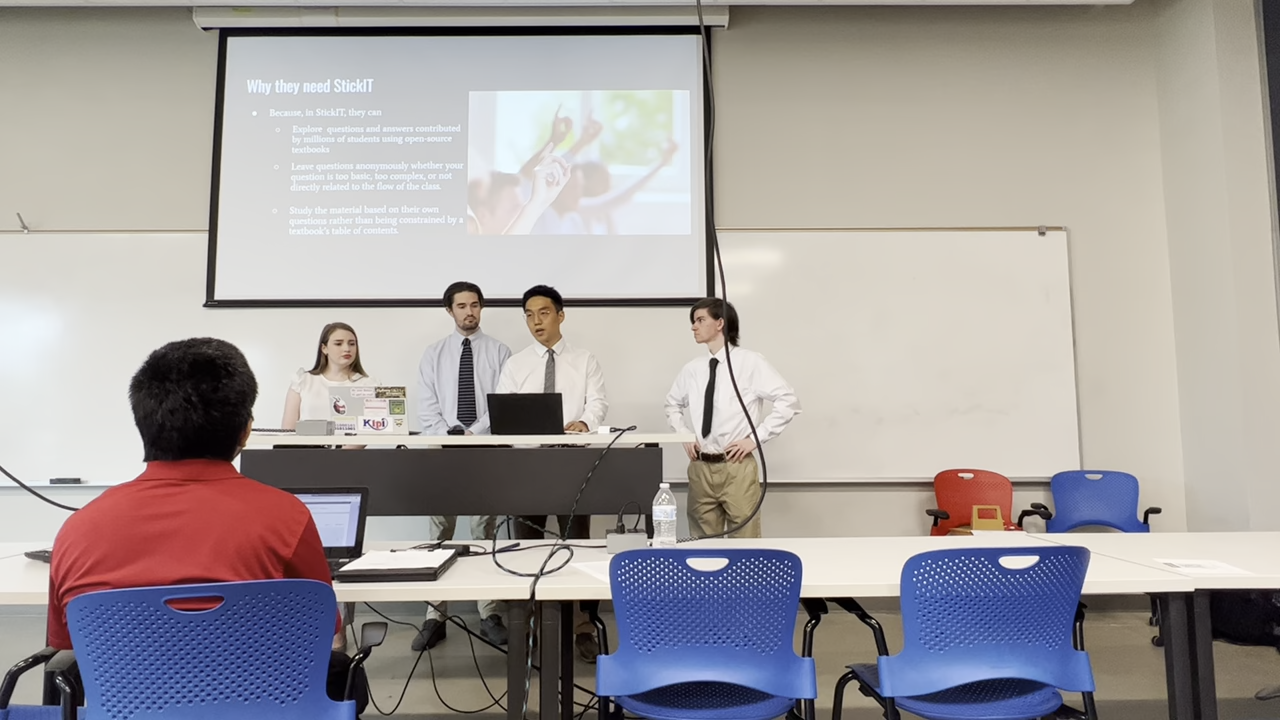 Why they need StickIT
● Because, in StickIT, they can
○ Explore questions and answers contributed
by millions of students using open-source
textbooks
○ Leave questions anonymously whether your
question is too basic, too complex, or not
directly related to the flow of the class.
○ Study the material based on their own
questions rather than being constrained by a
textbook's table of contents.
Kipi